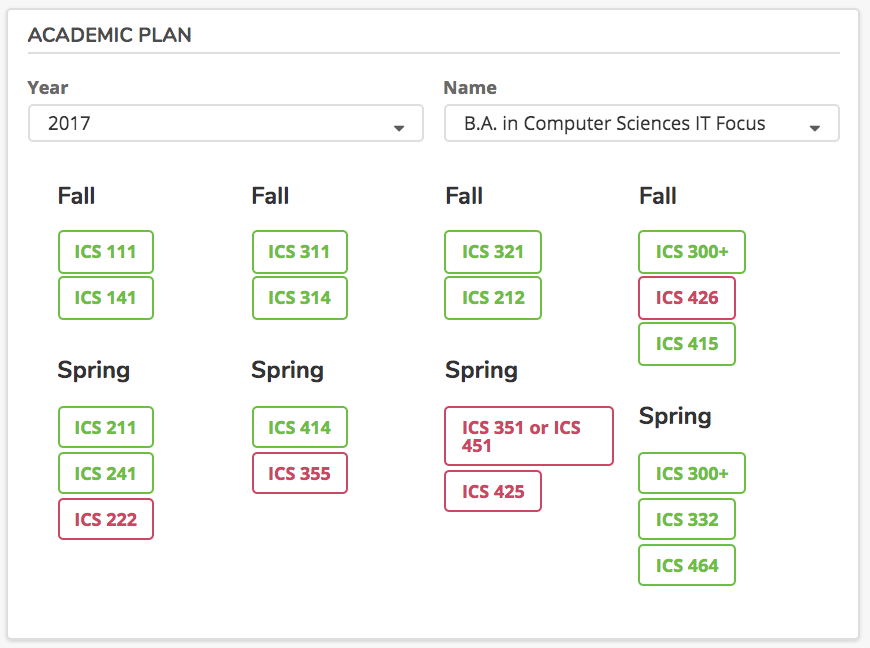 ACADEMIC PLAN
Year
2017
Name
B.A. in Computer Sciences IT Focus
Fall
ICS 111
ICS 141
Spring
ICS 211
ICS 241
ICS 222
Fall
ICS 311
ICS 314
Spring
ICS 414
ICS 355
Fall
ICS 321
ICS 212
Spring
ICS 351 or ICS
451
ICS 425
Fall
ICS 300+
ICS 426
ICS 415
Spring
ICS 300+
ICS 332
ICS 464